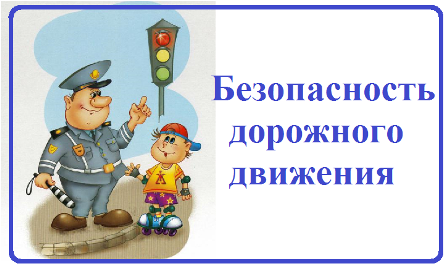 Безопасность
дорожного
движения